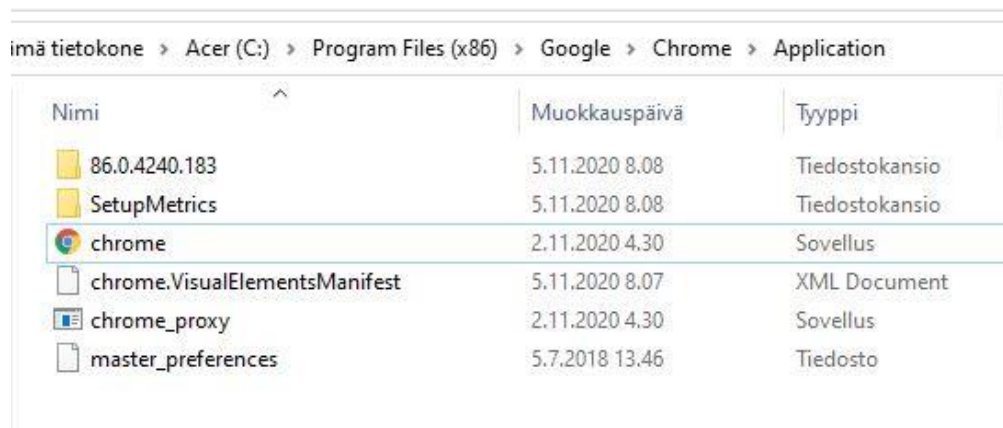 imä tietokone > Acer (C:) > Program Files (x86) > Google > Chrome > Application
Nimi Muokkauspäivä Tyyppi
86.0.4240.183 5.11.2020 8.08 Tiedostokansio
SetupMetrics 5.11.2020 8.08 Tiedostokansio
chrome 2.11.2020 4.30 Sovellus
chrome.VisualElementsManifest 5.11.2020 8.07 XML Document
chrome_proxy 2.11.2020 4.30 Sovellus
master_preferences 5.7.2018 13.46 Tiedosto